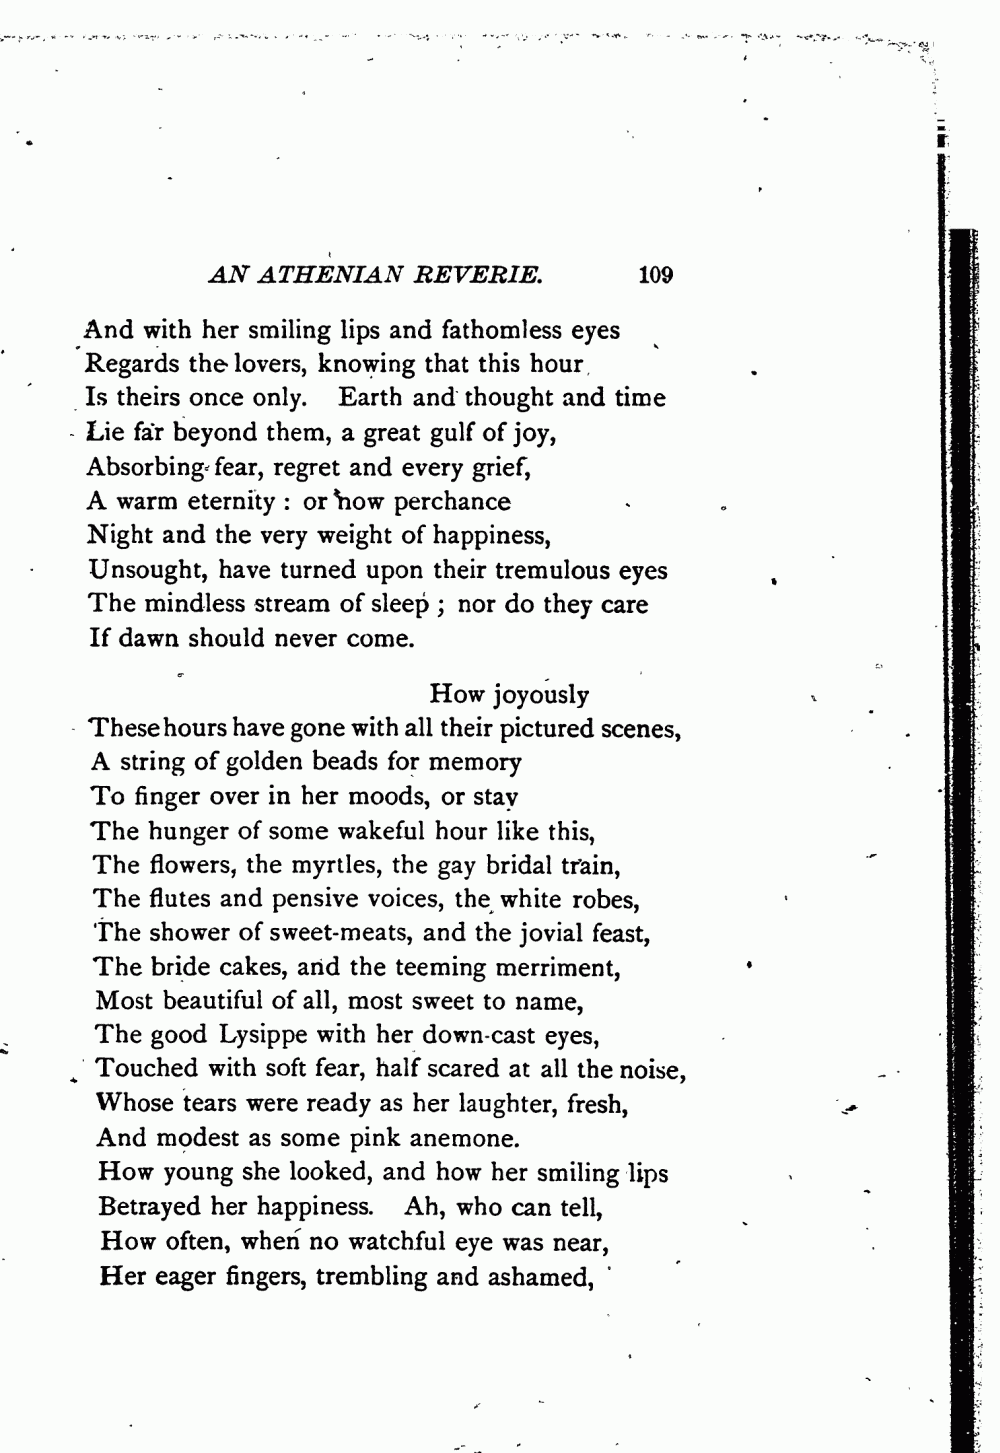 AN ATHENIAN REVERIE. 109
And with her smiling lips and fathomless eyes
Regards the lovers, knowing that this hour
Is theirs once only. Earth and thought and time
Lie far beyond them, a great gulf of joy,
Absorbing fear, regret and every grief,
A warm eternity : or now perchance
Night and the very weight of happiness,
Unsought, have turned upon their tremulous eyes
The mindless stream of sleep ; nor do they care
If dawn should never come.
How joyously
These hours have gone with all their pictured scenes,
A string of golden beads for memory
To finger over in her moods, or stay
The hunger of some wakeful hour like this,
The flowers, the myrtles, the gay bridal train,
The flutes and pensive voices, the white robes,
The shower of sweet-meats, and the jovial feast,
The bride cakes, and the teeming merriment,
Most beautiful of all, most sweet to name,
The good Lysippe with her down-cast eyes,
Touched with soft fear, half scared at all the noise,
Whose tears were ready as her laughter, fresh,
And modest as some pink anemone.
How young she looked, and how her smiling lips
Betrayed her happiness. Ah, who can tell,
How often, when no watchful eye was near,
Her eager fingers, trembling and ashamed,